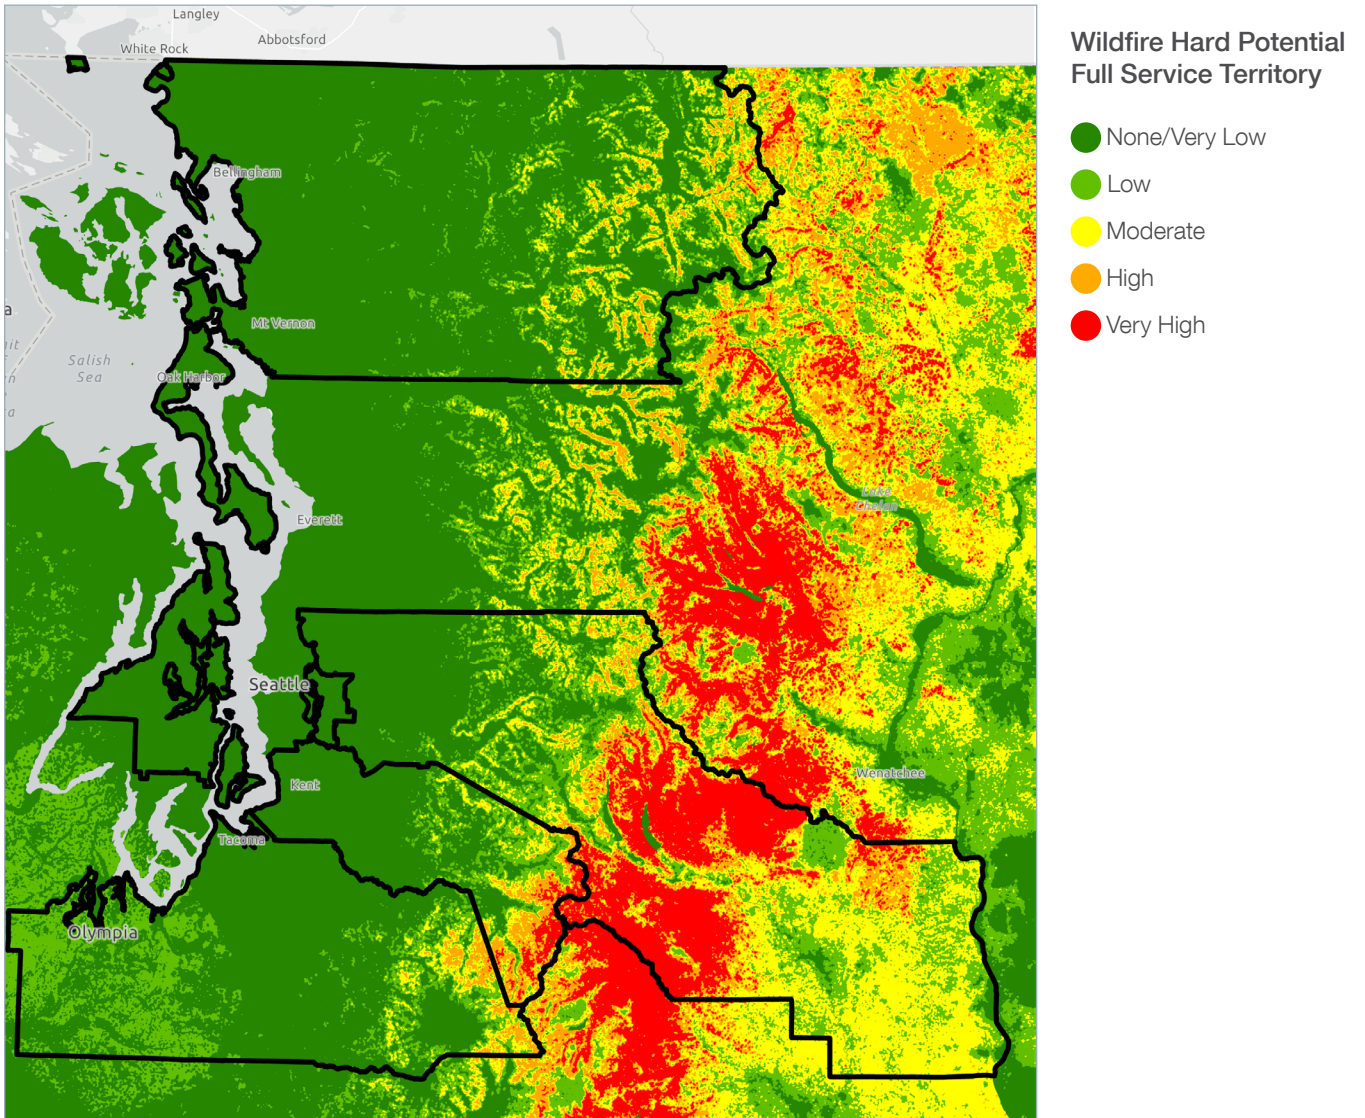 Langley
White Rock
Abbotsford
Wildfire Hard Potential
Full Service Territory
None/Very Low
Low
Moderate
High
Very High
Bellingham
Mt Vernon
Salish
Sea
Oak Harbor
Lake
Chelan
Everett
Seattle
Wenatchee
Kent
Tacoma
Olympia